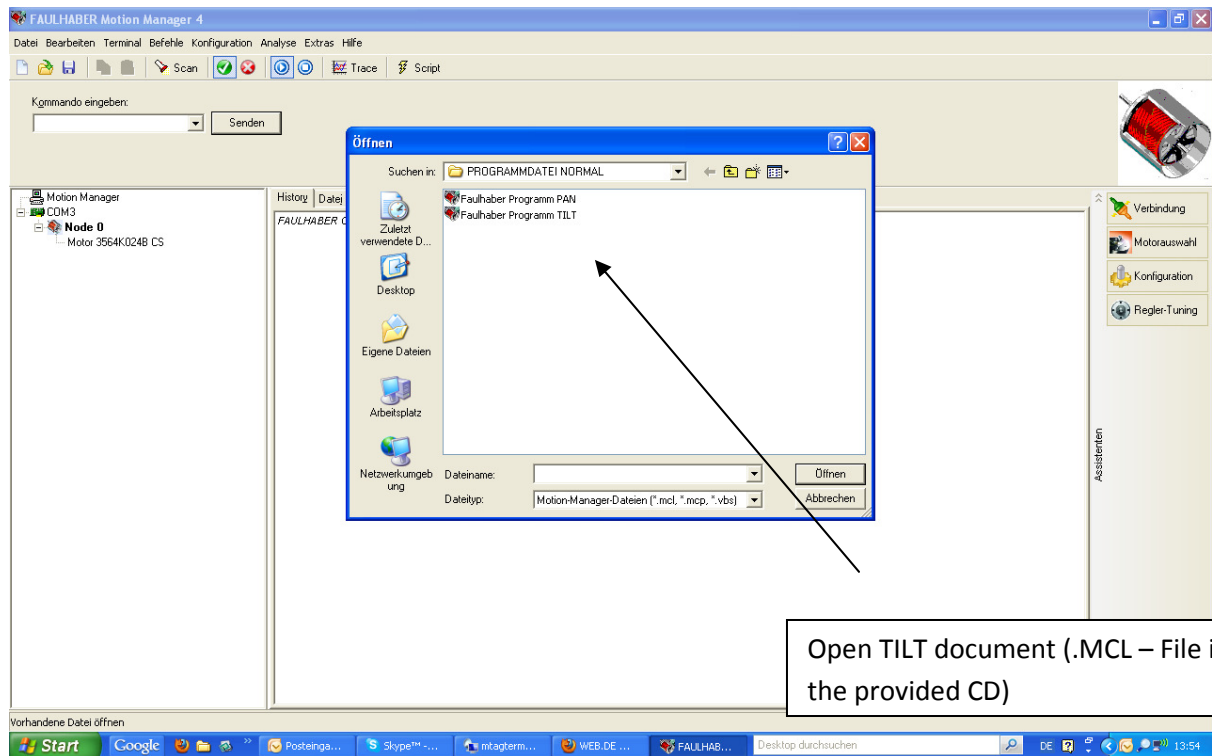 FAULHABER Motion Manager 4
Datei Bearbeiten Terminal Befehle Konfiguration Analyse Extras Hilfe
Scan Trace Script
Kommando eingeben:
Senden
Motion Manager
COM3
Node 0
Motor 3564K024B CS
History Datei
FAULHABER
Öffnen
Suchen in: PROGRAMMDATEI NORMAL
Faulhaber Programm PAN
Faulhaber Programm TILT
Zuletzt
verwendete D...
Desktop
Eigene Dateien
Arbeitsplatz
Netzwerkumgeb
ung
Dateiname:
Öffnen
Dateityp: Motion-Manager-Dateien (*.mcl, *.mcp, *.vbs)
Abbrechen
Verbindung
Motorauswahl
Konfiguration
Regler-Tuning
Assistenten
Open TILT document (.MCL – File i
the provided CD)
Vorhandene Datei öffnen
Start Google Posteinga... Skype™ -... mtagterm... WEB.DE ... FAULHAB... Desktop durchsuchen DE 13:54